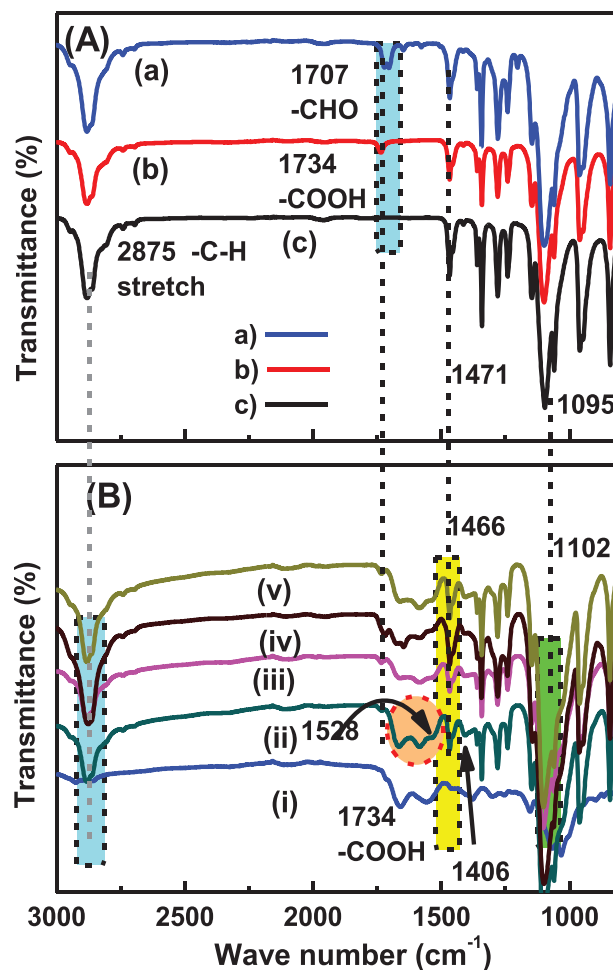 (A)
(a)
1707
-CHO
(b)
1734
-COOH
2875 -C-H
stretch
(c)
a)
b)
c)
1471
1095
Transmittance (%)
(B)
1466
1102
(v)
(iv)
(iii)
(ii)
1528
(i)
1734
-COOH
1406
Transmittance (%)
3000 2500 2000 1500 1000
Wave number (cm⁻¹)